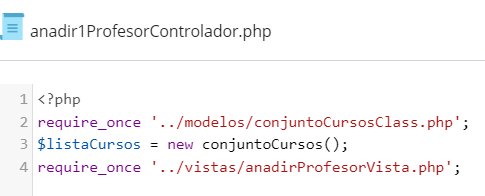 anadir1ProfesorControlador.php
1 <?php
2 require_once '../modelos/conjuntoCursosClass.php';
3 $listaCursos = new conjuntoCursos();
4 require_once '../vistas/anadirProfesorVista.php';